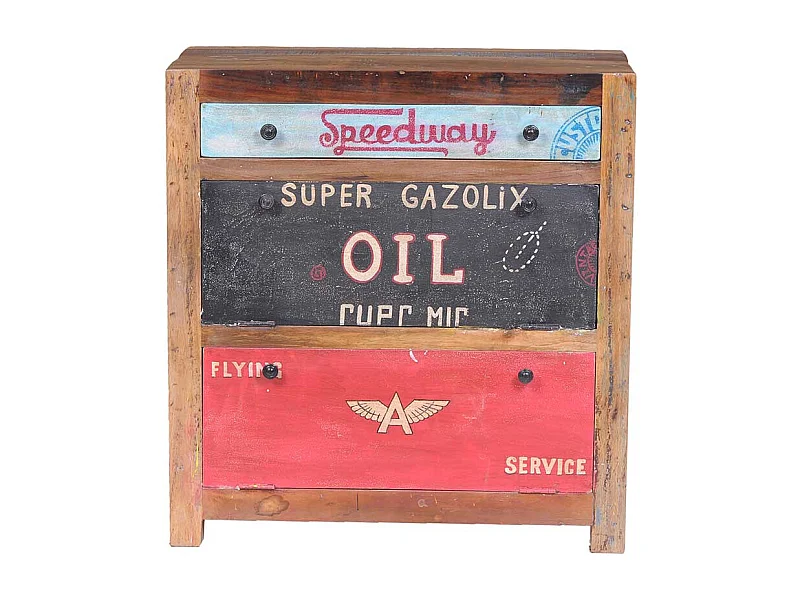 Speedway
SUPER GAZOLIX
OIL
FLYING
A
SERVICE